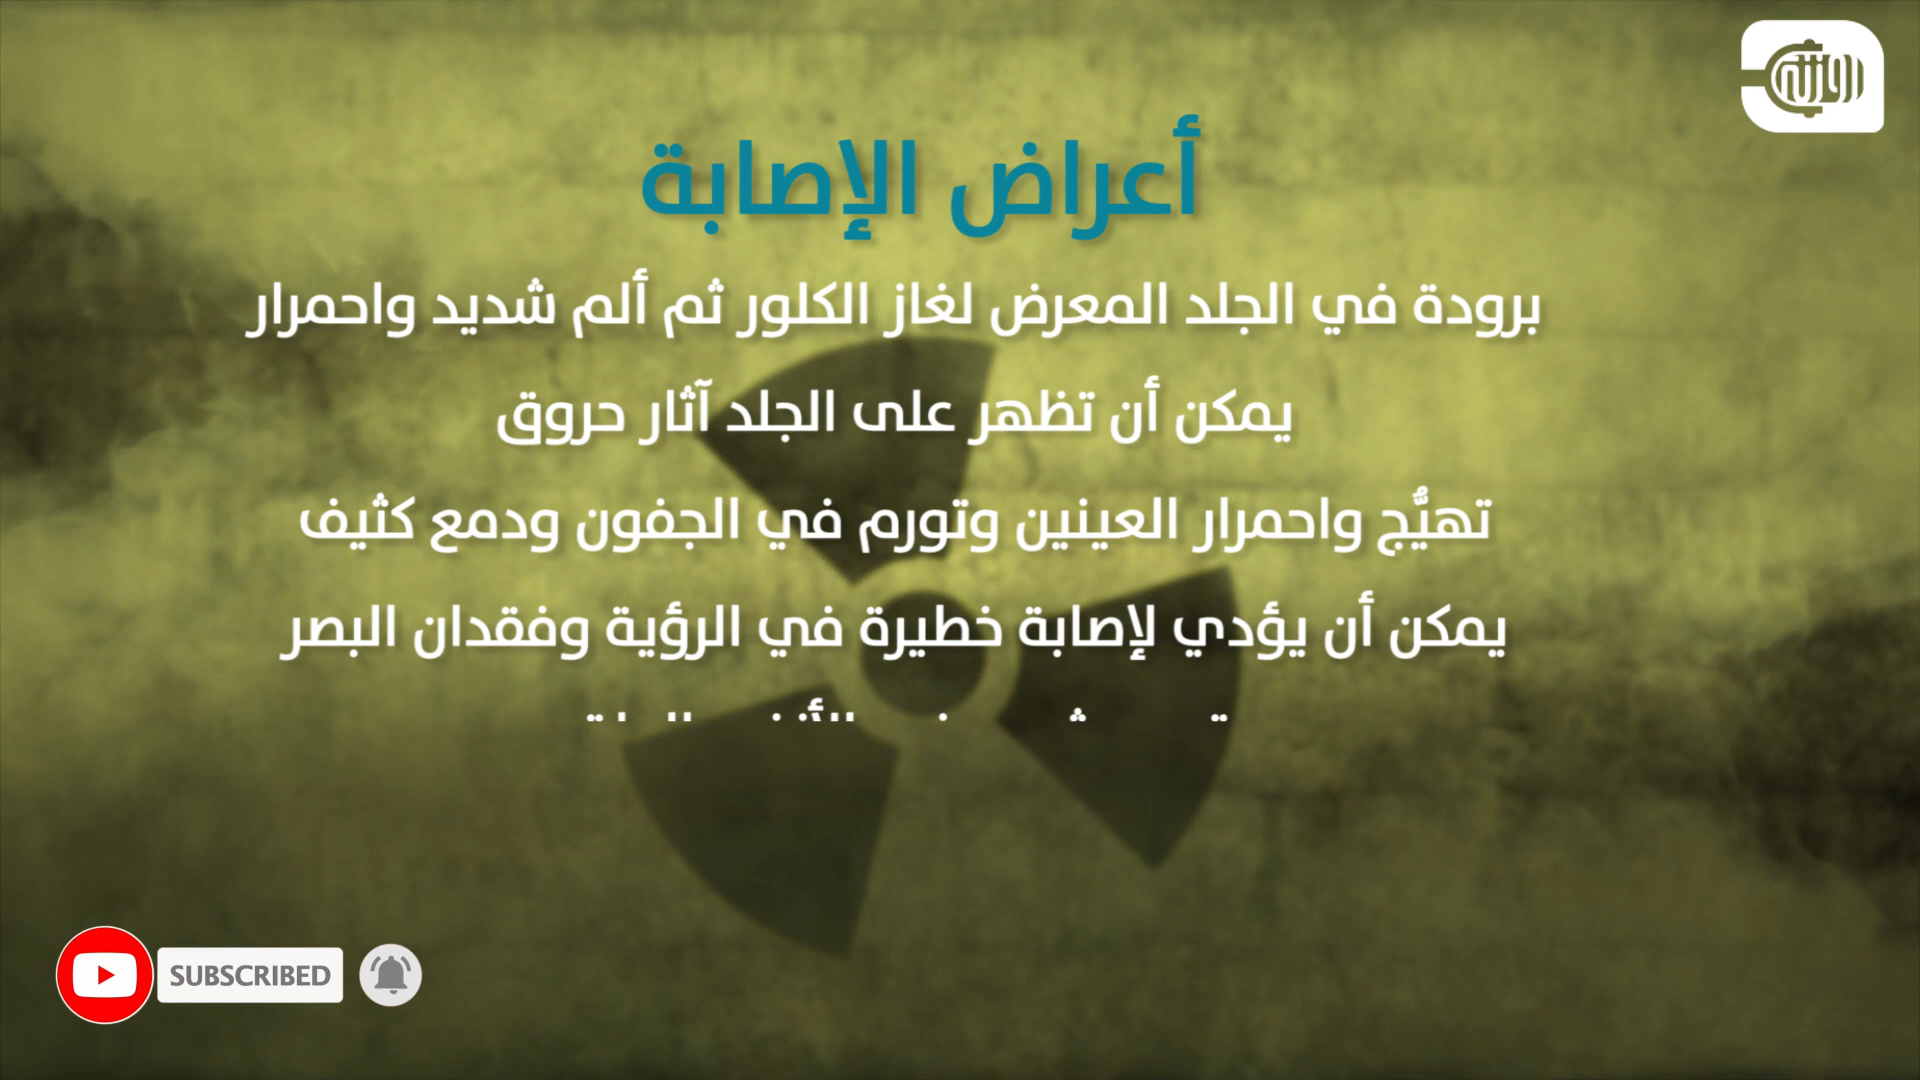 أعراض الإصابة
برودة في الجلد المعرض لغاز الكلور ثم ألم شديد واحمرار
يمكن أن تظهر على الجلد آثار حروق
تهيُّج واحمرار العينين وتورم في الجفون ودمع كثيف
يمكن أن يؤدي لإصابة خطيرة في الرؤية وفقدان البصر
SUBSCRIBED